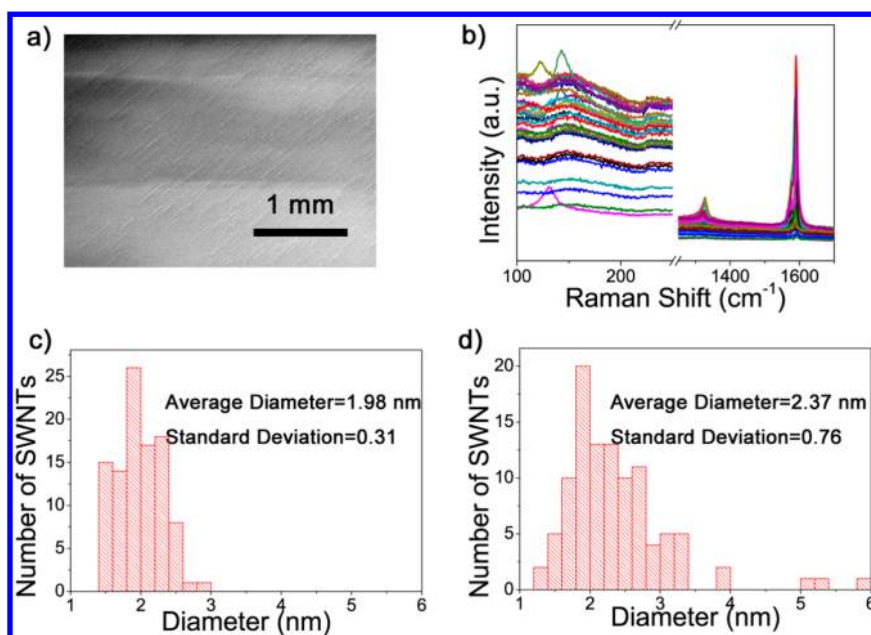 a)
1 mm
b)
Intensity (a.u.)
100 200 1400 1600
Raman Shift (cm⁻¹)
c)
Number of SWNTs
25
20
15
10
5
0
Average Diameter=1.98 nm
Standard Deviation=0.31
1 2 3 4 5 6
Diameter (nm)
d)
Number of SWNTs
20
15
10
5
0
Average Diameter=2.37 nm
Standard Deviation=0.76
1 2 3 4 5 6
Diameter (nm)